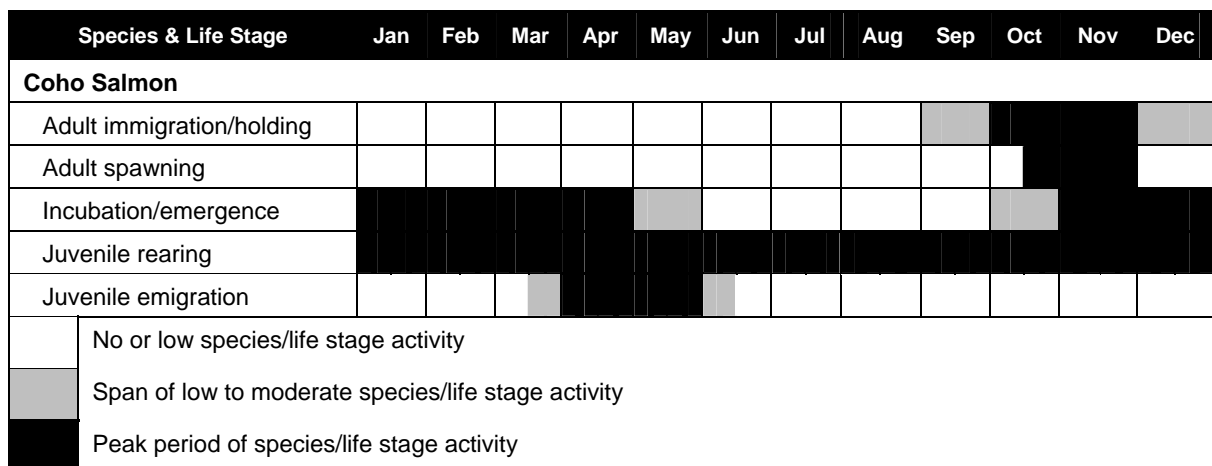 Species & Life Stage Jan Feb Mar Apr May Jun Jul Aug Sep Oct Nov Dec
Coho Salmon
Adult immigration/holding
Adult spawning
Incubation/emergence
Juvenile rearing
Juvenile emigration
No or low species/life stage activity
Span of low to moderate species/life stage activity
Peak period of species/life stage activity